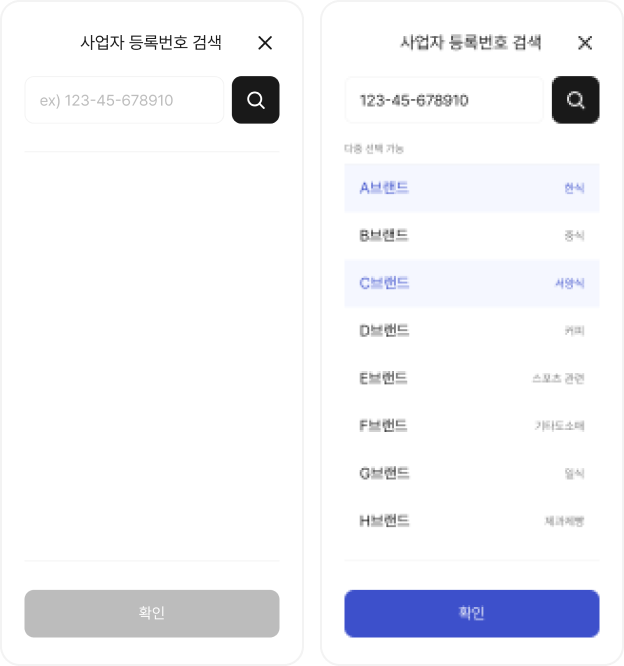 사업자 등록번호 검색
ex) 123-45-678910
확인
사업자 등록번호 검색
123-45-678910
다중 선택 가능
A브랜드 한식
B브랜드 중식
C브랜드 서양식
D브랜드 커피
E브랜드 스포츠 관련
F브랜드 기타도소매
G브랜드 일식
H브랜드 제과제빵
확인